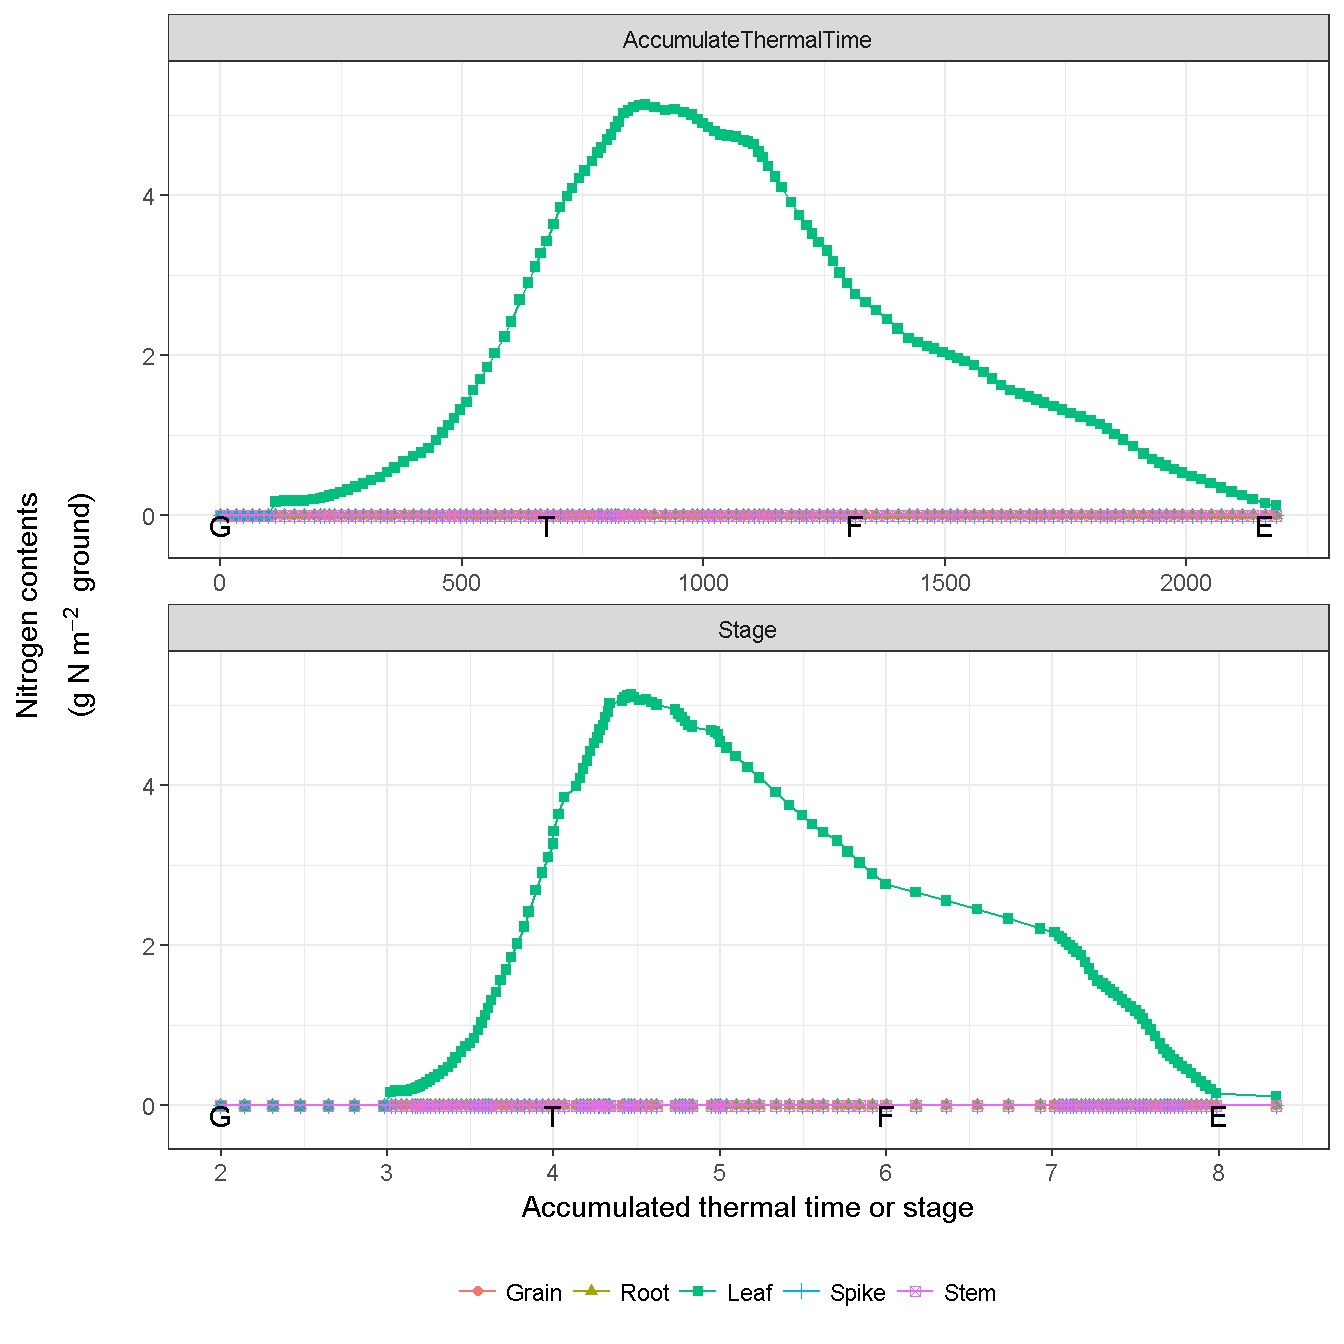 AccumulateThermalTime
4
2
0
G T F E
0 500 1000 1500 2000
Nitrogen contents
(g N m⁻² ground)
Stage
4
2
0
G T F E
2 3 4 5 6 7 8
Accumulated thermal time or stage
Grain Root Leaf Spike Stem